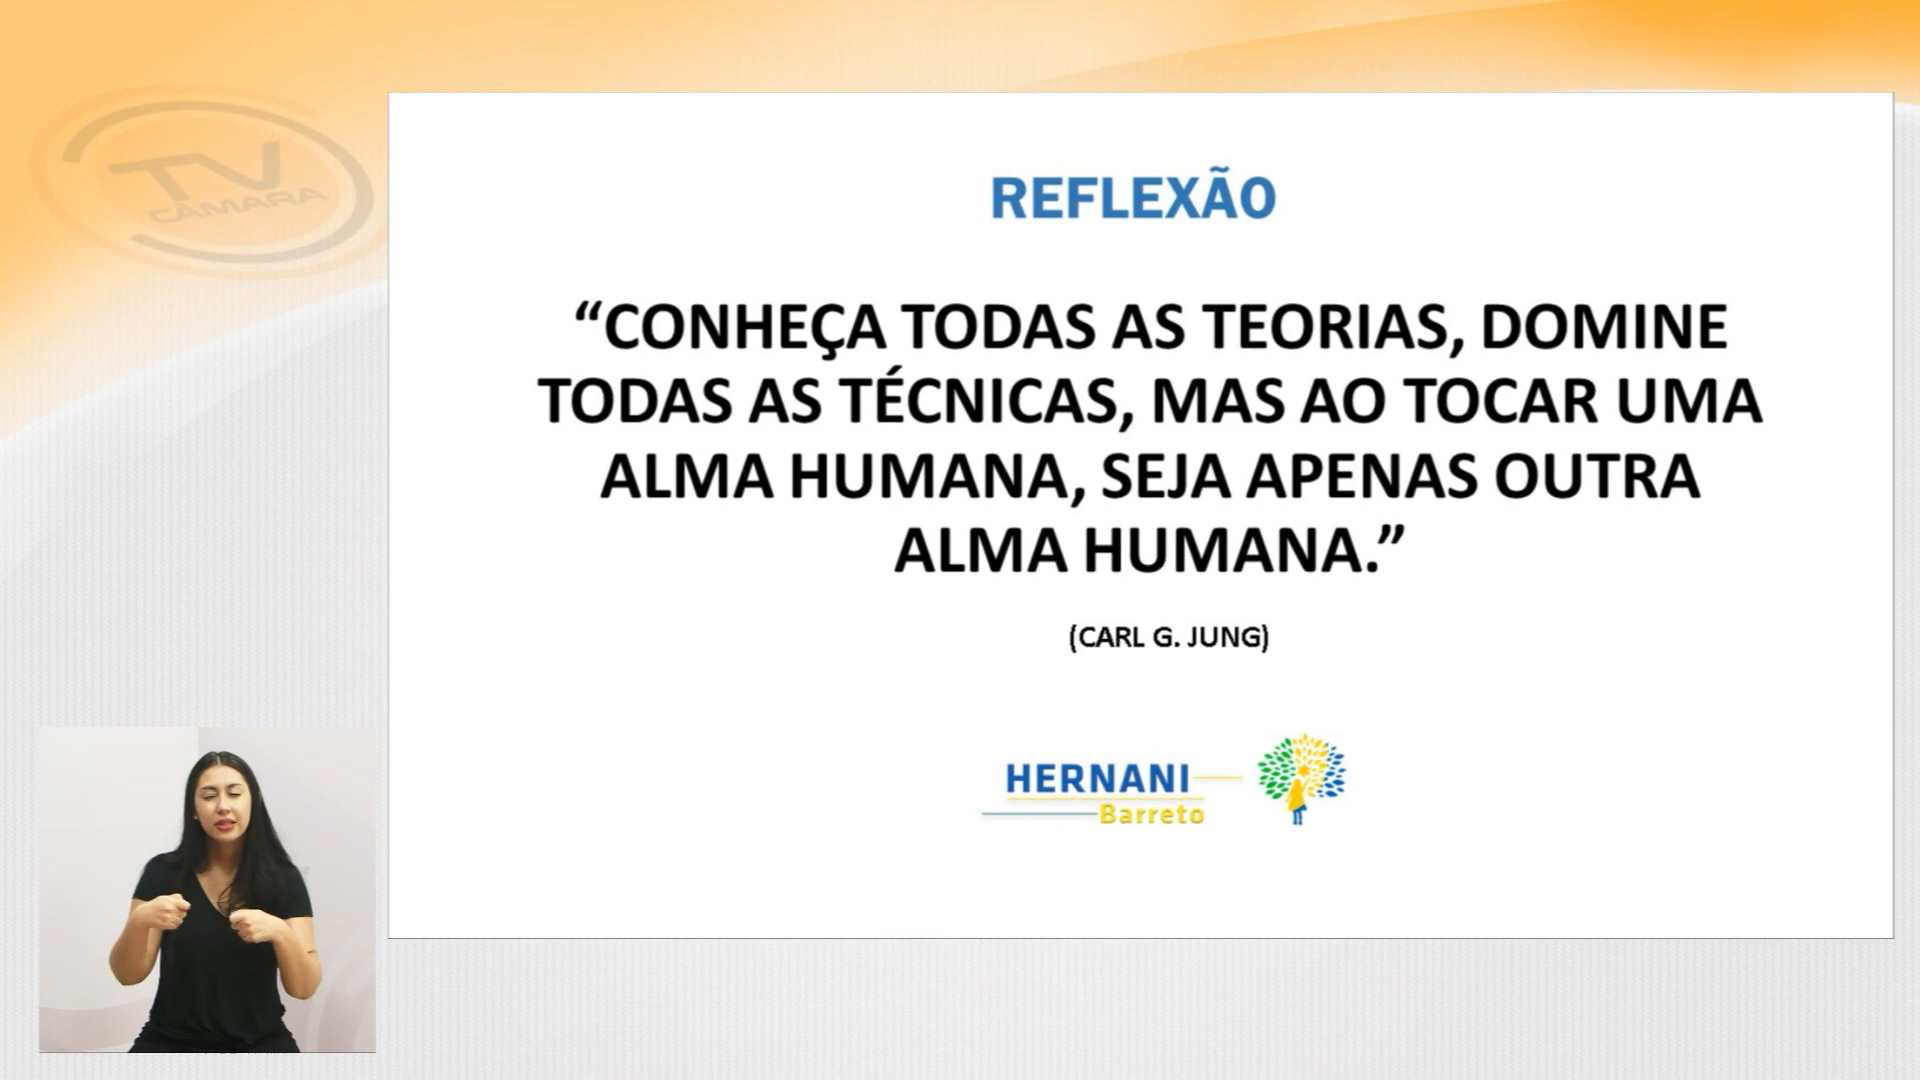 TV
CÂMARA
REFLEXÃO
“CONHEÇA TODAS AS TEORIAS, DOMINE
TODAS AS TÉCNICAS, MAS AO TOCAR UMA
ALMA HUMANA, SEJA APENAS OUTRA
ALMA HUMANA.”
(CARL G. JUNG)
HERNANI
Barreto